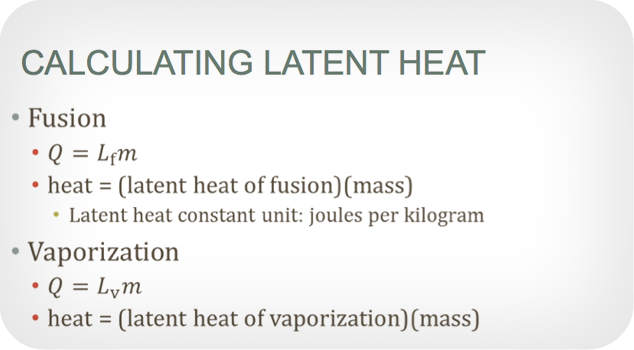 CALCULATING LATENT HEAT
• Fusion
• Q = L_f m
• heat = (latent heat of fusion)(mass)
• Latent heat constant unit: joules per kilogram
• Vaporization
• Q = L_v m
• heat = (latent heat of vaporization)(mass)